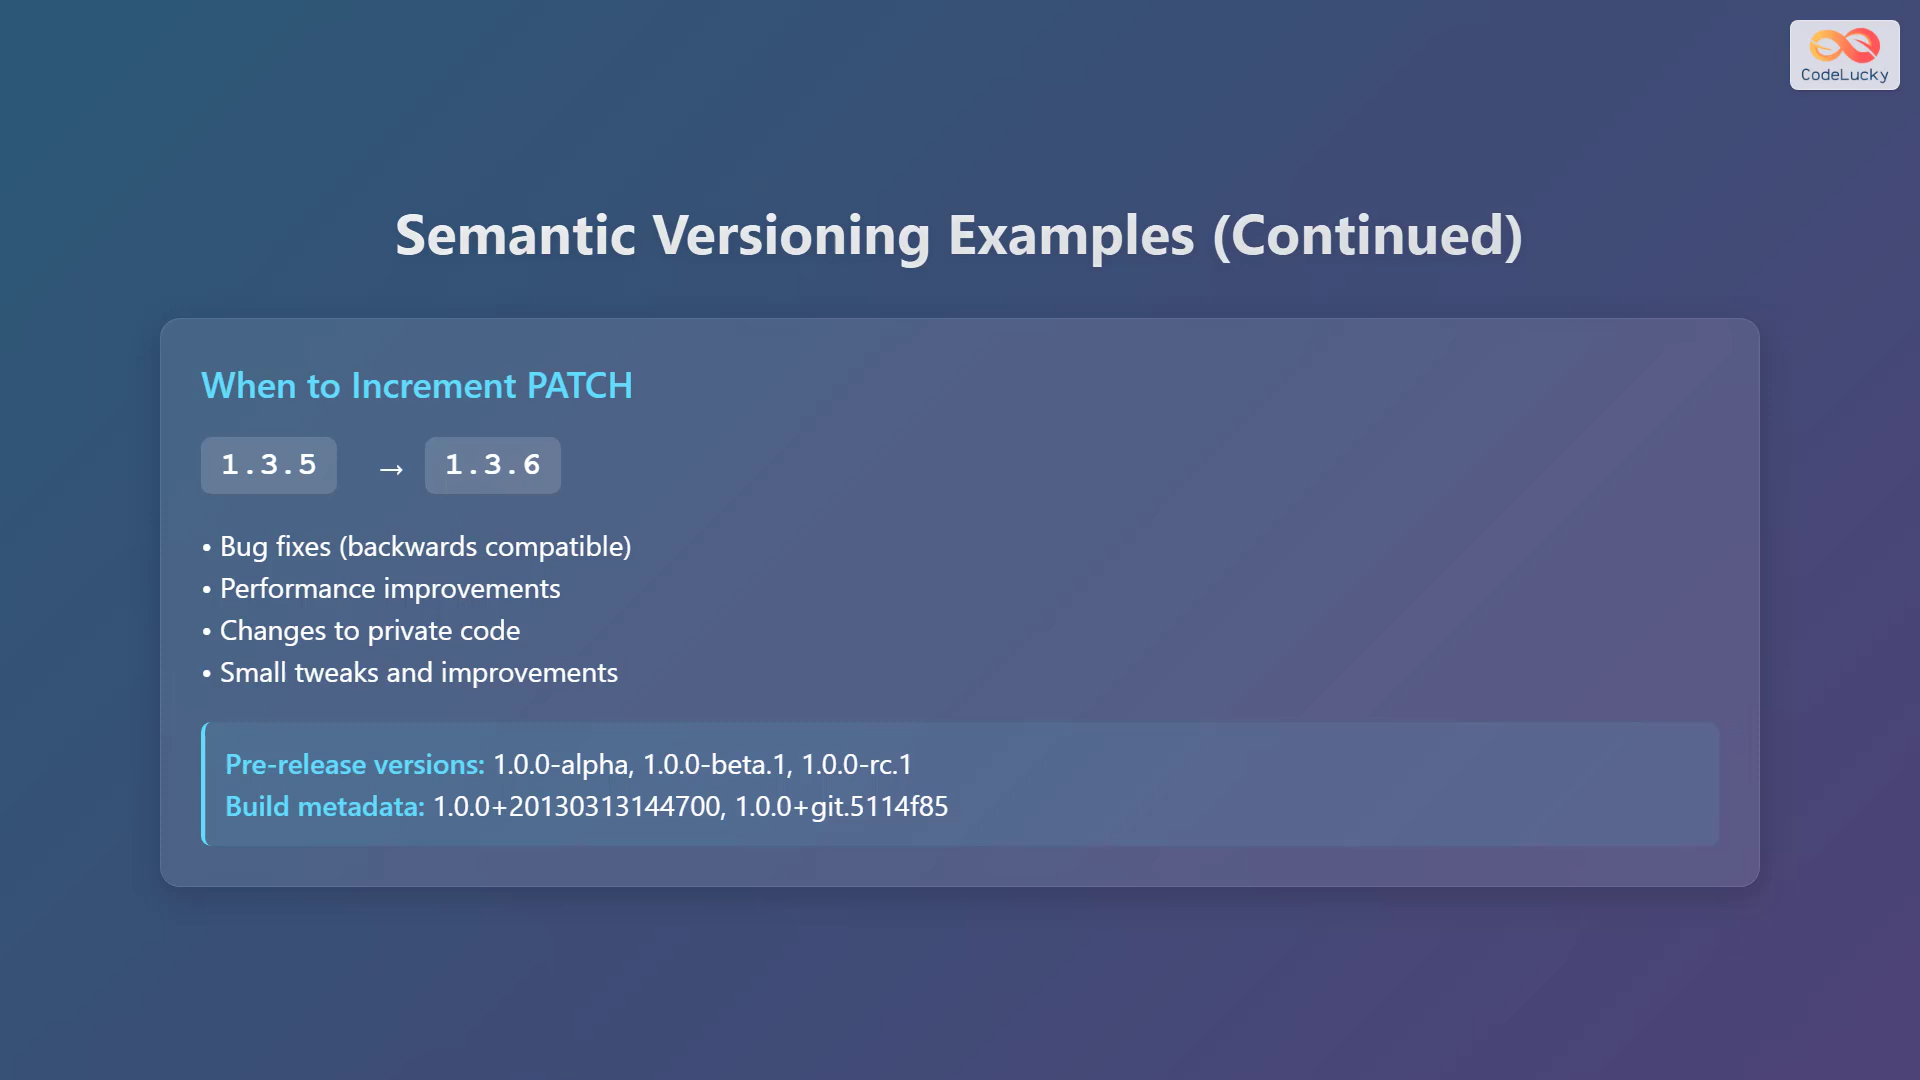 CodeLucky
Semantic Versioning Examples (Continued)
When to Increment PATCH
1.3.5 → 1.3.6
• Bug fixes (backwards compatible)
• Performance improvements
• Changes to private code
• Small tweaks and improvements
Pre-release versions: 1.0.0-alpha, 1.0.0-beta.1, 1.0.0-rc.1
Build metadata: 1.0.0+20130313144700, 1.0.0+git.5114f85